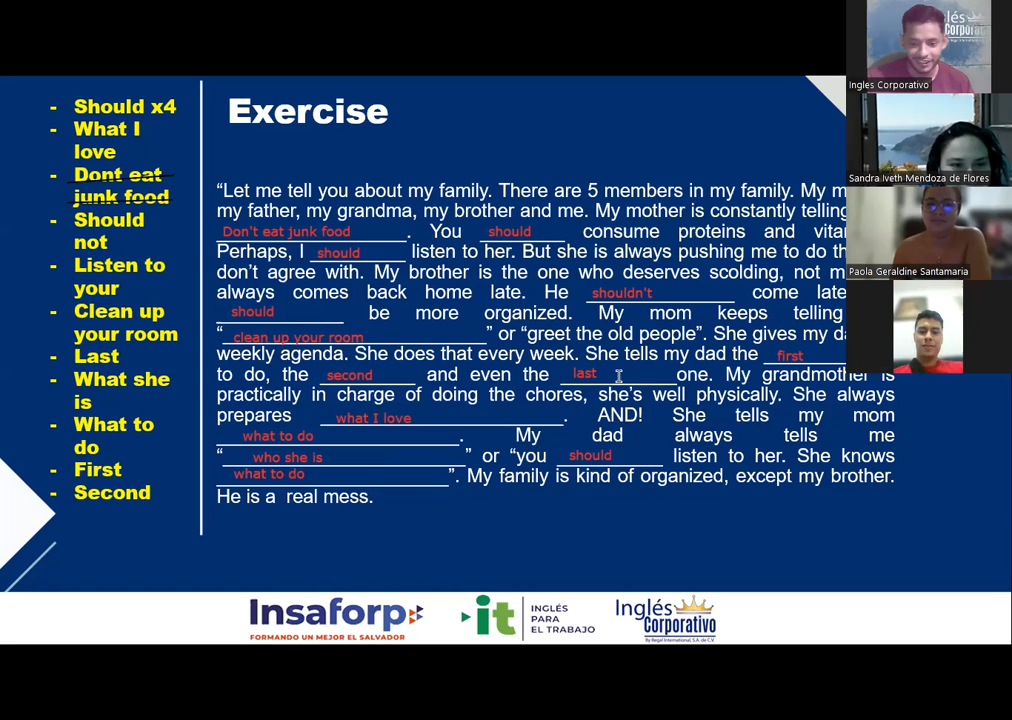 - Should x4
- What I
love
- Dont eat
junk food
- Should
not
- Listen to
your
- Clean up
your room
- Last
- What she
is
- What to
do
- First
- Second
Exercise
“Let me tell you about my family. There are 5 members in my family. My
my father, my grandma, my brother and me. My mother is constantly telling
Don't eat junk food. You should consume proteins and
Perhaps, I should listen to her. But she is always pushing me to do
don’t agree with. My brother is the one who deserves scolding, not
always comes back home late. He shouldn't come late
should be more organized. My mom keeps telling
“clean up your room” or “greet the old people”. She gives my
weekly agenda. She does that every week. She tells my dad the first
to do, the second and even the last one. My grandmother is
practically in charge of doing the chores, she’s well physically. She always
prepares what I love. AND! She tells my mom
what to do. My dad always tells me
“who she is” or “you should listen to her. She knows
what to do”. My family is kind of organized, except my brother.
He is a real mess.
Ingles Corporativo
Sandra Iveth Mendoza de Flores
Paola Geraldine Santamaria
Insaforp
FORMANDO UN MEJOR EL SALVADOR
it
INGLÉS
PARA
EL TRABAJO
Inglés
Corporativo
By Regal International, S.A. de C.V